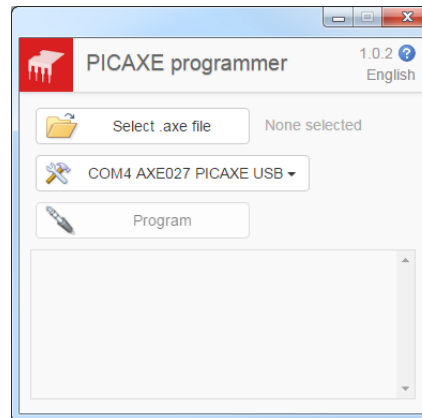 PICAXE programmer
1.0.2
English
Select .axe file
None selected
COM4 AXE027 PICAXE USB
Program